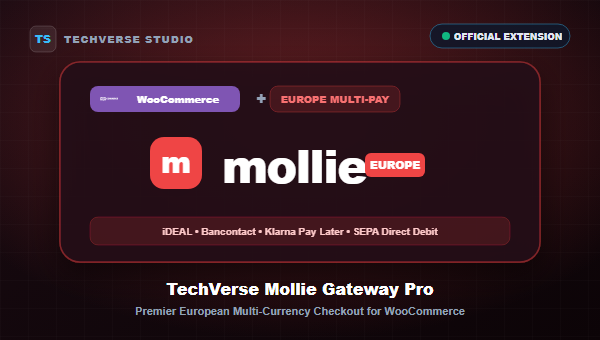 TS TECHVERSE STUDIO
OFFICIAL EXTENSION
WooCommerce + EUROPE MULTI-PAY
m mollie EUROPE
iDEAL • Bancontact • Klarna Pay Later • SEPA Direct Debit
TechVerse Mollie Gateway Pro
Premier European Multi-Currency Checkout for WooCommerce